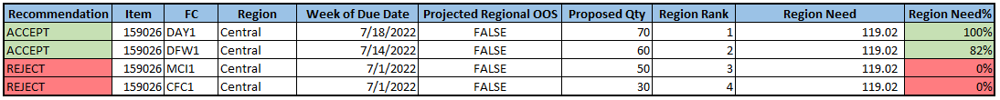 Recommendation Item FC Region Week of Due Date Projected Regional OOS Proposed Qty Region Rank Region Need Region Need%
ACCEPT 159026 DAY1 Central 7/18/2022 FALSE 70 1 119.02 100%
ACCEPT 159026 DFW1 Central 7/14/2022 FALSE 60 2 119.02 82%
REJECT 159026 MCI1 Central 7/1/2022 FALSE 50 3 119.02 0%
REJECT 159026 CFC1 Central 7/1/2022 FALSE 30 4 119.02 0%